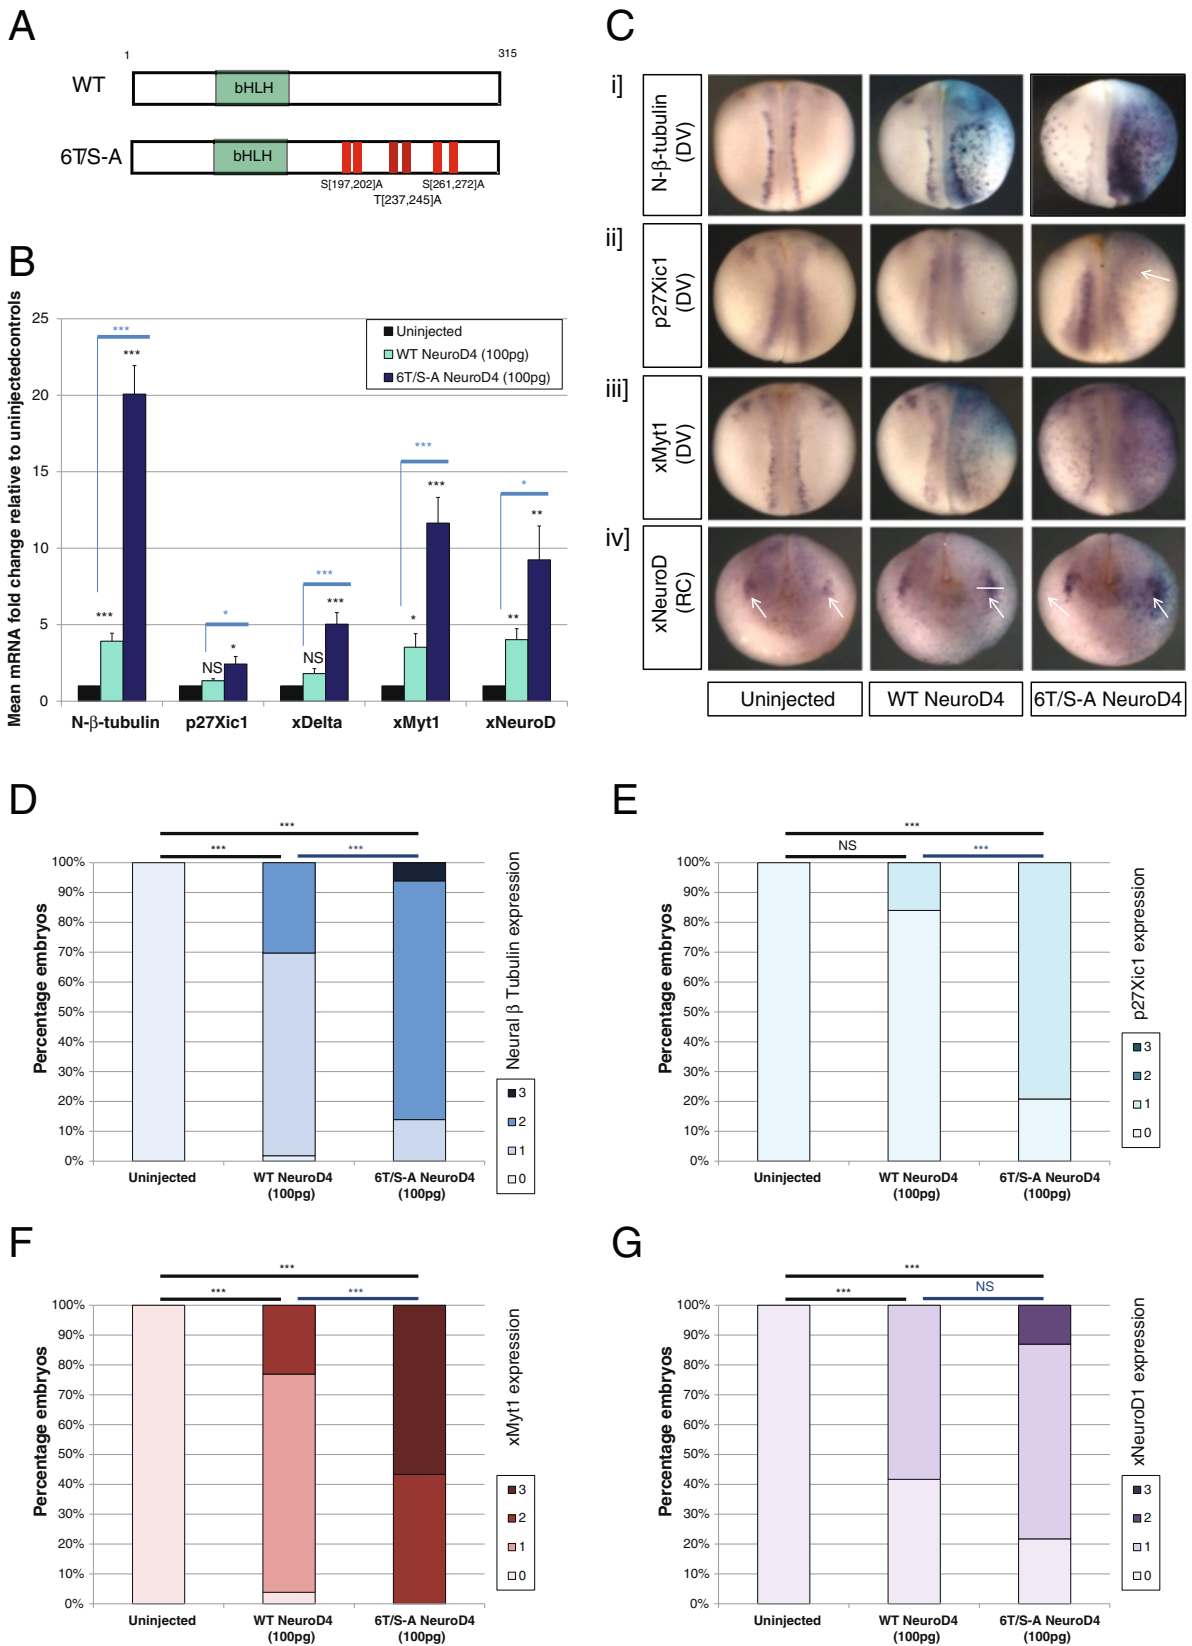 A
1
315
WT
bHLH
6T/S-A
bHLH
S[197,202]A
S[261,272]A
T[237,245]A
B
Mean mRNA fold change relative to uninjectedcontrols
25
20
15
10
5
0
Uninjected
WT NeuroD4 (100pg)
6T/S-A NeuroD4 (100pg)
***
***
***
*
NS
*
***
NS
***
***
*
***
*
**
**
N-β-tubulin
p27Xic1
xDelta
xMyt1
xNeuroD
C
i]
N-β-tubulin
(DV)
ii]
p27Xic1
(DV)
iii]
xMyt1
(DV)
iv]
xNeuroD
(RC)
Uninjected
WT NeuroD4
6T/S-A NeuroD4
D
***
***
***
Percentage embryos
100%
90%
80%
70%
60%
50%
40%
30%
20%
10%
0%
Uninjected
WT NeuroD4
(100pg)
6T/S-A NeuroD4
(100pg)
Neural β Tubulin expression
3
2
1
0
E
***
NS
***
Percentage embryos
100%
90%
80%
70%
60%
50%
40%
30%
20%
10%
0%
Uninjected
WT NeuroD4
(100pg)
6T/S-A NeuroD4
(100pg)
p27Xic1 expression
3
2
1
0
F
***
***
***
Percentage embryos
100%
90%
80%
70%
60%
50%
40%
30%
20%
10%
0%
Uninjected
WT NeuroD4
(100pg)
6T/S-A NeuroD4
(100pg)
xMyt1 expression
3
2
1
0
G
***
***
NS
Percentage embryos
100%
90%
80%
70%
60%
50%
40%
30%
20%
10%
0%
Uninjected
WT NeuroD4
(100pg)
6T/S-A NeuroD4
(100pg)
xNeuroD1 expression
3
2
1
0